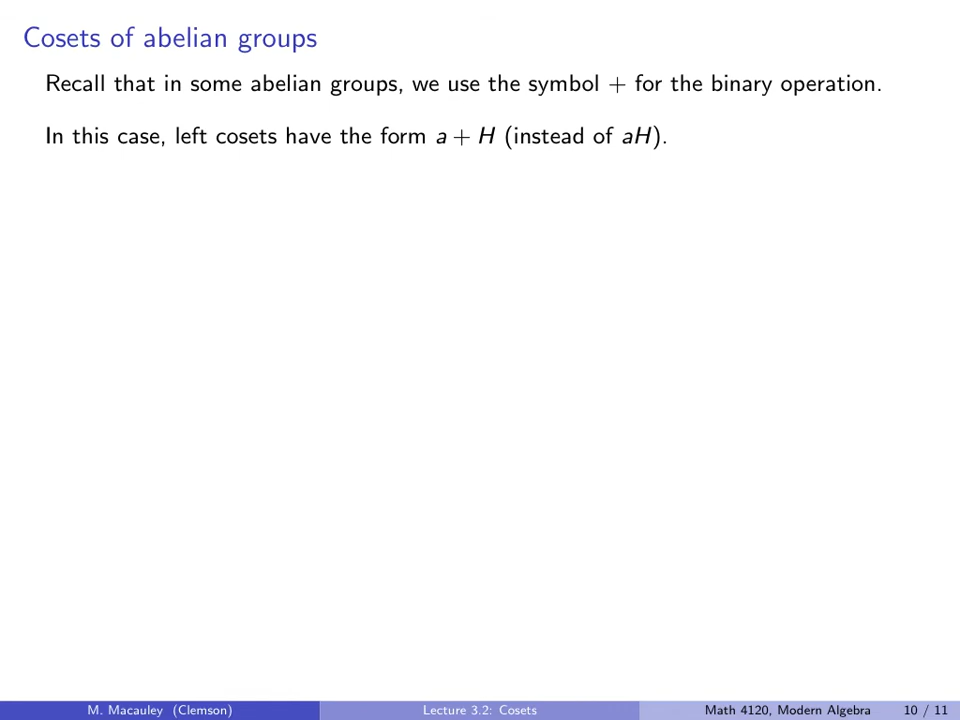 Cosets of abelian groups
Recall that in some abelian groups, we use the symbol + for the binary operation.
In this case, left cosets have the form a + H (instead of aH).
M. Macauley (Clemson)
Lecture 3.2: Cosets
Math 4120, Modern Algebra
10 / 11